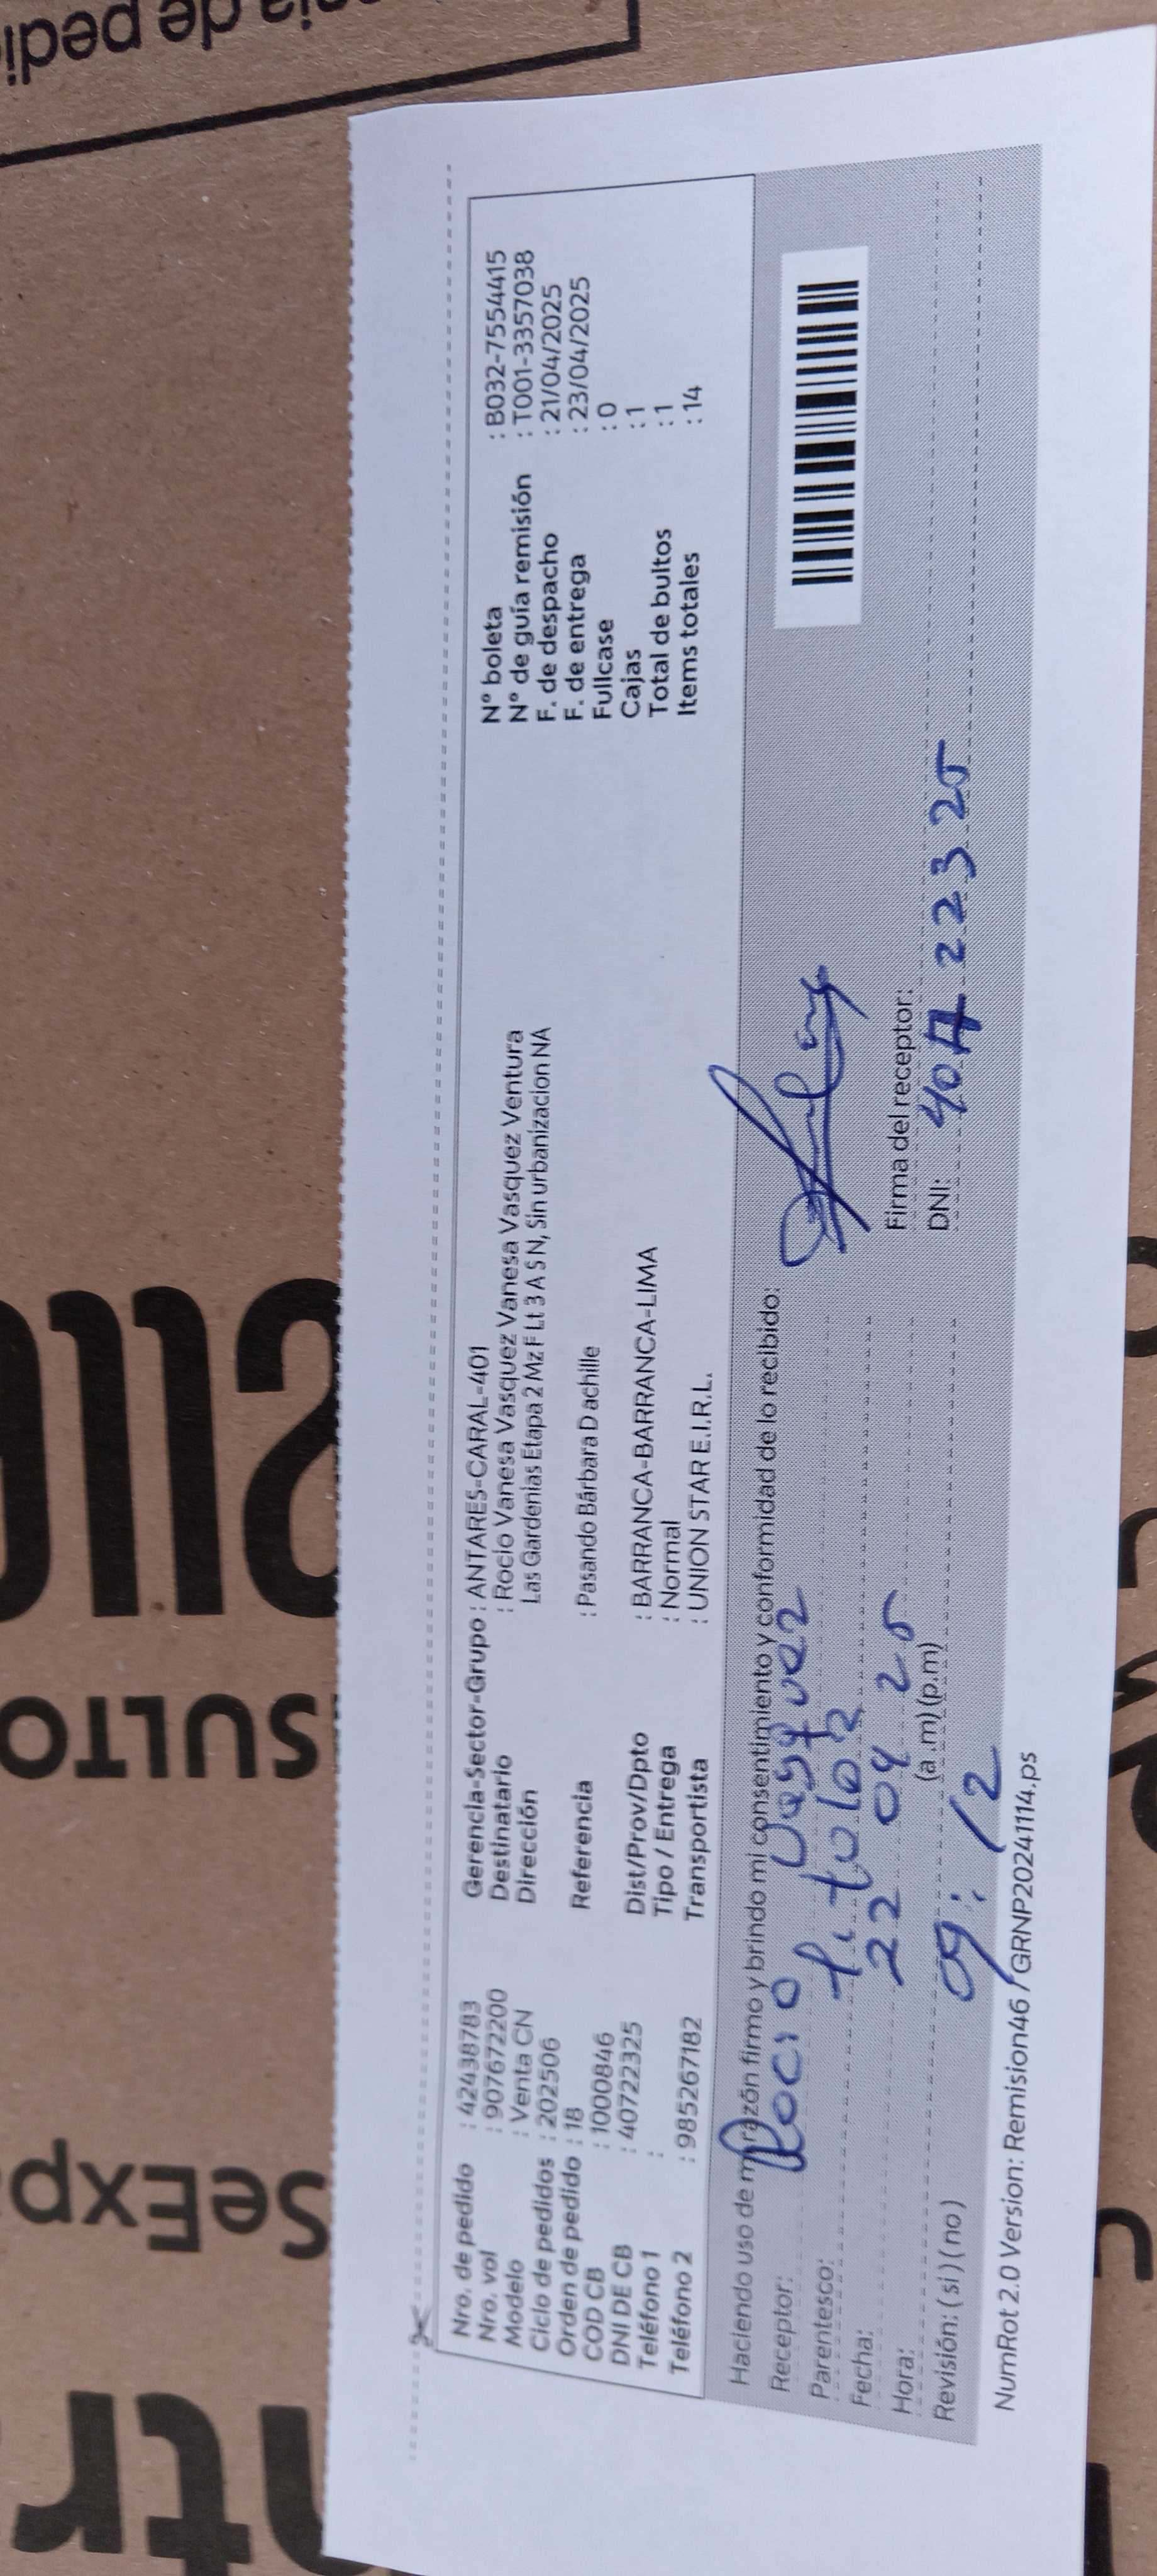 Nro. de pedido : 42438783
Nro. vol : 907672200
Modelo : Venta CN
Ciclo de pedidos : 202506
Orden de pedido : 18
COD CB : 1000846
DNI DE CB : 40722325
Teléfono 1 :
Teléfono 2 : 985267182
Gerencia-Sector-Grupo : ANTARES-CARAL-401
Destinatario : Rocio Vanesa Vasquez Vanesa Vasquez Ventura
Dirección Las Gardenias Etapa 2 Mz F Lt 3 A S N, Sin urbanizacion NA
Referencia : Pasando Bárbara D achille
Dist/Prov/Dpto : BARRANCA-BARRANCA-LIMA
Tipo / Entrega : Normal
Transportista : UNION STAR E.I.R.L.
N° boleta : B032-7554415
N° de guía remisión : T001-3357038
F. de despacho : 21/04/2025
F. de entrega : 23/04/2025
Fullcase : 0
Cajas : 1
Total de bultos : 1
Items totales : 14
Haciendo uso de mi razón firmo y brindo mi consentimiento y conformidad de lo recibido:
Receptor: Rocio Vasquez
Parentesco: titular
Fecha: 22 04 25
Hora: 09:12 (a.m) (p.m)
Revisión: ( si ) ( no )
Firma del receptor:
DNI: 40722325
NumRot 2.0 Version: Remision46 / GRNP20241114.ps
SeExp
SULTO
de pedi